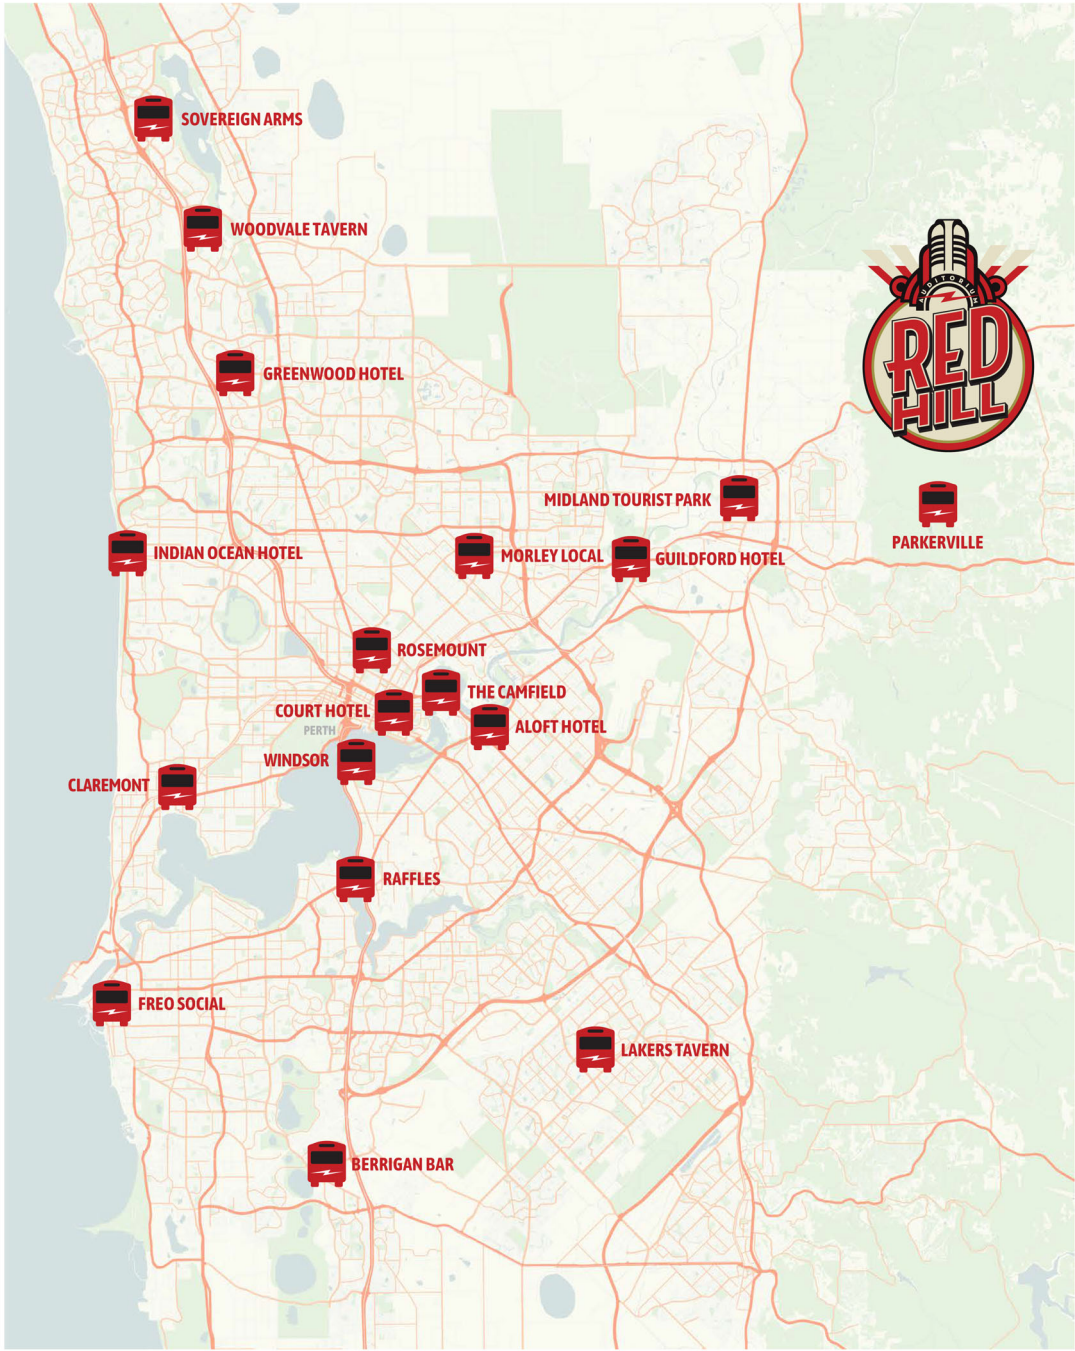 SOVEREIGN ARMS
WOODVALE TAVERN
AUDITORIUM
RED
HILL
GREENWOOD HOTEL
MIDLAND TOURIST PARK
PARKERVILLE
INDIAN OCEAN HOTEL
MORLEY LOCAL
GUILDFORD HOTEL
ROSEMOUNT
THE CAMFIELD
COURT HOTEL
ALOFT HOTEL
PERTH
WINDSOR
CLAREMONT
RAFFLES
FREO SOCIAL
LAKERS TAVERN
BERRIGAN BAR